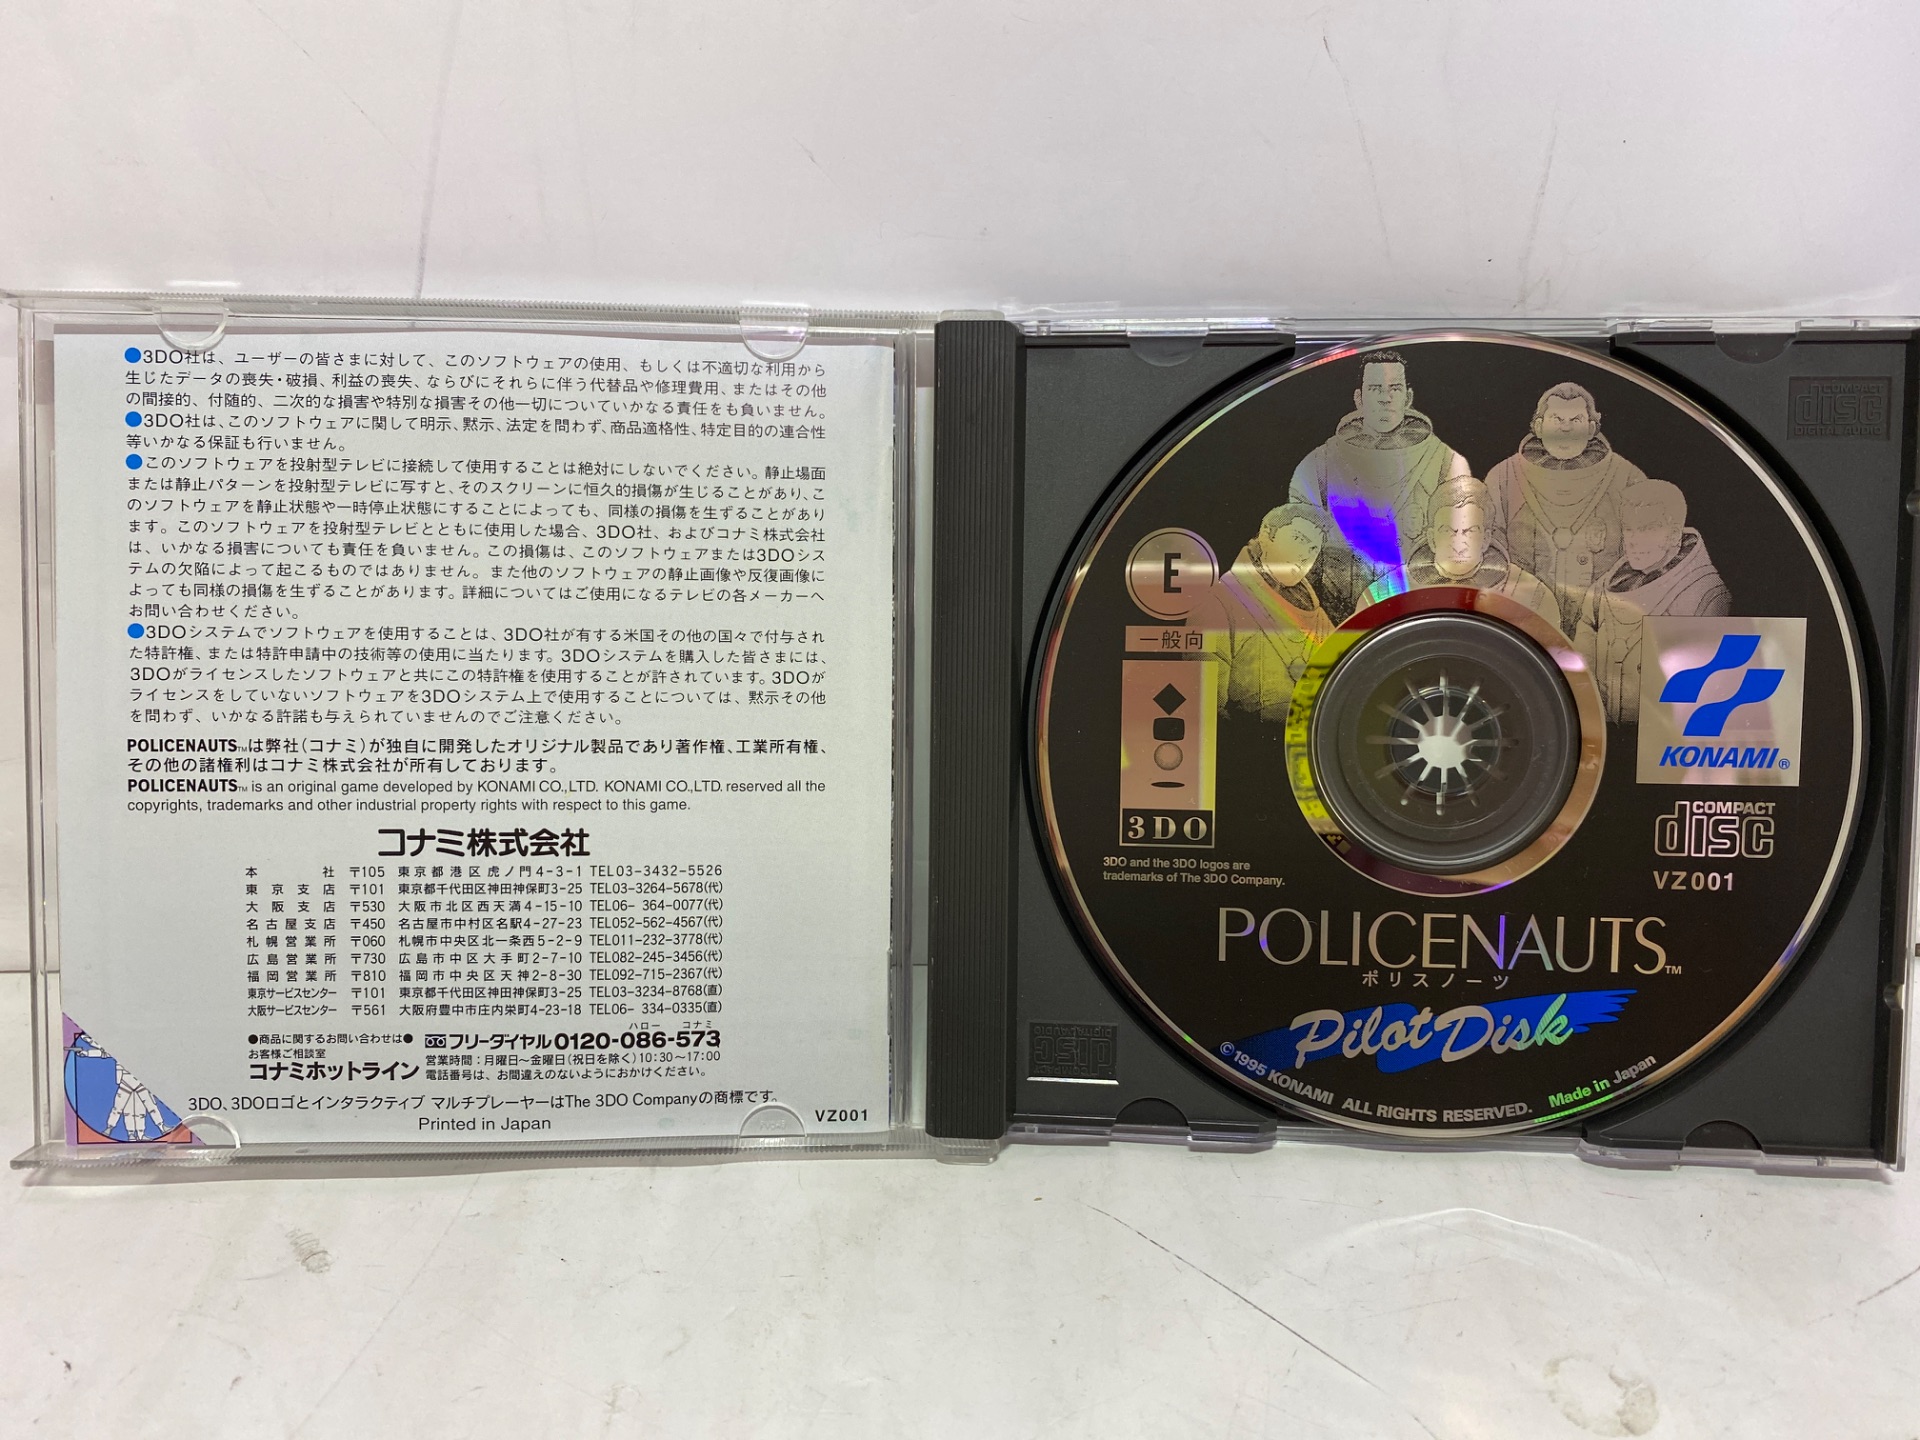 ●3DO社は、ユーザーの皆さまに対して、このソフトウェアの使用、もしくは不適切な利用から
生じたデータの喪失・破損、利益の喪失、ならびにそれらに伴う代替品や修理費用、またはその他
の間接的、付随的、二次的な損害や特別な損害その他一切についていかなる責任をも負いません。
●3DO社は、このソフトウェアに関して明示、黙示、法定を問わず、商品適格性、特定目的の連合性
等いかなる保証も行いません。
●このソフトウェアを投射型テレビに接続して使用することは絶対にしないでください。静止場面
または静止パターンを投射型テレビに写すと、そのスクリーンに恒久的損傷が生じることがあり、こ
のソフトウェアを静止状態や一時停止状態にすることによっても、同様の損傷を生ずることがあり
ます。このソフトウェアを投射型テレビとともに使用した場合、3DO社、およびコナミ株式会社
は、いかなる損害についても責任を負いません。この損傷は、このソフトウェアまたは3DOシス
テムの欠陥によって起こるものではありません。また他のソフトウェアの静止画像や反復画像に
よっても同様の損傷を生ずることがあります。詳細についてはご使用になるテレビの各メーカーへ
お問い合わせください。
●3DOシステムでソフトウェアを使用することは、3DO社が有する米国その他の国々で付与され
た特許権、または特許申請中の技術等の使用に当たります。3DOシステムを購入した皆さまには、
3DOがライセンスしたソフトウェアと共にこの特許権を使用することが許されています。3DOが
ライセンスをしていないソフトウェアを3DOシステム上で使用することについては、黙示その他
を問わず、いかなる許諾も与えられていませんのでご注意ください。
POLICENAUTS™は弊社(コナミ)が独自に開発したオリジナル製品であり著作権、工業所有権、
その他の諸権利はコナミ株式会社が所有しております。
POLICENAUTS™ is an original game developed by KONAMI CO.,LTD. KONAMI CO.,LTD. reserved all the
copyrights, trademarks and other industrial property rights with respect to this game.
コナミ株式会社
本社 〒105 東京都港区虎ノ門4-3-1 TEL03-3432-5526
東京支店 〒101 東京都千代田区神田神保町3-25 TEL03-3264-5678(代)
大阪支店 〒530 大阪市北区西天満4-15-10 TEL06- 364-0077(代)
名古屋支店 〒450 名古屋市中村区名駅4-27-23 TEL052-562-4567(代)
札幌営業所 〒060 札幌市中央区北一条西5-2-9 TEL011-232-3778(代)
広島営業所 〒730 広島市中区大手町2-7-10 TEL082-245-3456(代)
福岡営業所 〒810 福岡市中央区天神2-8-30 TEL092-715-2367(代)
東京サービスセンター 〒101 東京都千代田区神田神保町3-25 TEL03-3234-8768(直)
大阪サービスセンター 〒561 大阪府豊中市庄内栄町4-23-18 TEL06- 334-0335(直)
ハロー コナミ
●商品に関するお問い合わせは● フリーダイヤル0120-086-573
お客様ご相談室
コナミホットライン
営業時間：月曜日～金曜日(祝日を除く)10:30～17:00
電話番号は、お間違えのないようにおかけください。
3DO、3DOロゴとインタラクティブ マルチプレーヤーはThe 3DO Companyの商標です。
Printed in Japan
VZ001
COMPACT
disc
DIGITAL AUDIO
E
一般向
3DO
3DO and the 3DO logos are
trademarks of The 3DO Company.
KONAMI®
COMPACT
disc
VZ001
POLICENAUTS™
ポリスノーツ
Pilot Disk
©1995 KONAMI ALL RIGHTS RESERVED. Made in Japan
COMPACT
disc
DIGITAL AUDIO